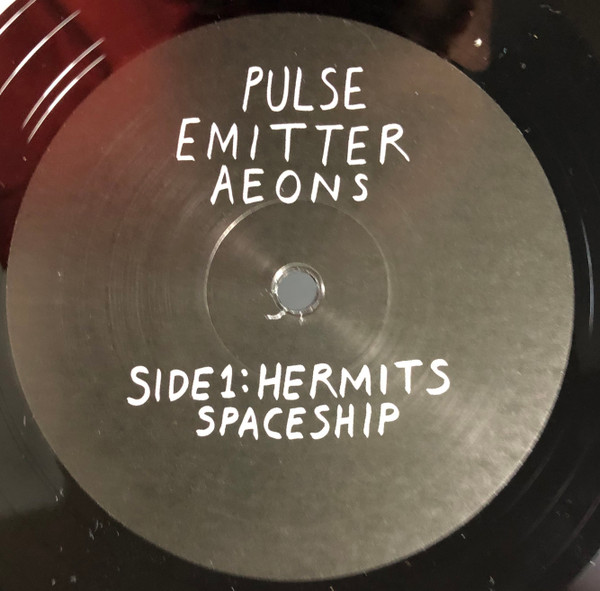 PULSE
EMITTER
AEONS
SIDE1:HERMITS
SPACESHIP